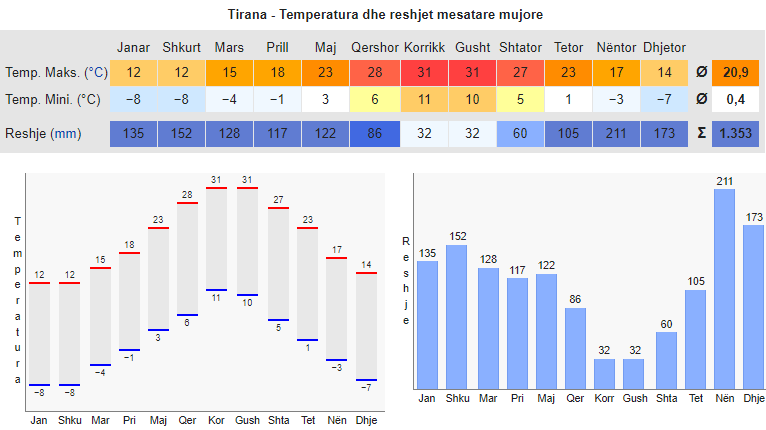 Tirana - Temperatura dhe reshjet mesatare mujore
Janar Shkurt Mars Prill Maj Qershor Korrikk Gusht Shtator Tetor Nëntor Dhjetor
Temp. Maks. (°C) 12 12 15 18 23 28 31 31 27 23 17 14 Ø 20,9
Temp. Mini. (°C) −8 −8 −4 −1 3 6 11 10 5 1 −3 −7 Ø 0,4
Reshje (mm) 135 152 128 117 122 86 32 32 60 105 211 173 Σ 1.353
Temperatura
12 12 15 18 23 28 31 31 27 23 17 14
−8 −8 −4 −1 3 6 11 10 5 1 −3 −7
Jan Shku Mar Pri Maj Qer Kor Gush Shta Tet Nën Dhje
Reshje
135 152 128 117 122 86 32 32 60 105 211 173
Jan Shku Mar Pri Maj Qer Korr Gush Shta Tet Nën Dhje